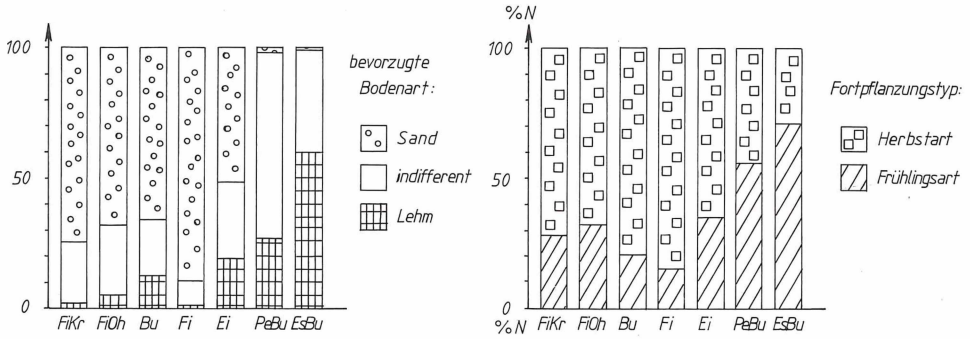 100
50
0
FiKr FiOh Bu Fi Ei PeBu EsBu
bevorzugte
Bodenart:
Sand
indifferent
Lehm
%N
100
50
0
%N
FiKr FiOh Bu Fi Ei PeBu EsBu
Fortpflanzungstyp:
Herbstart
Frühlingsart